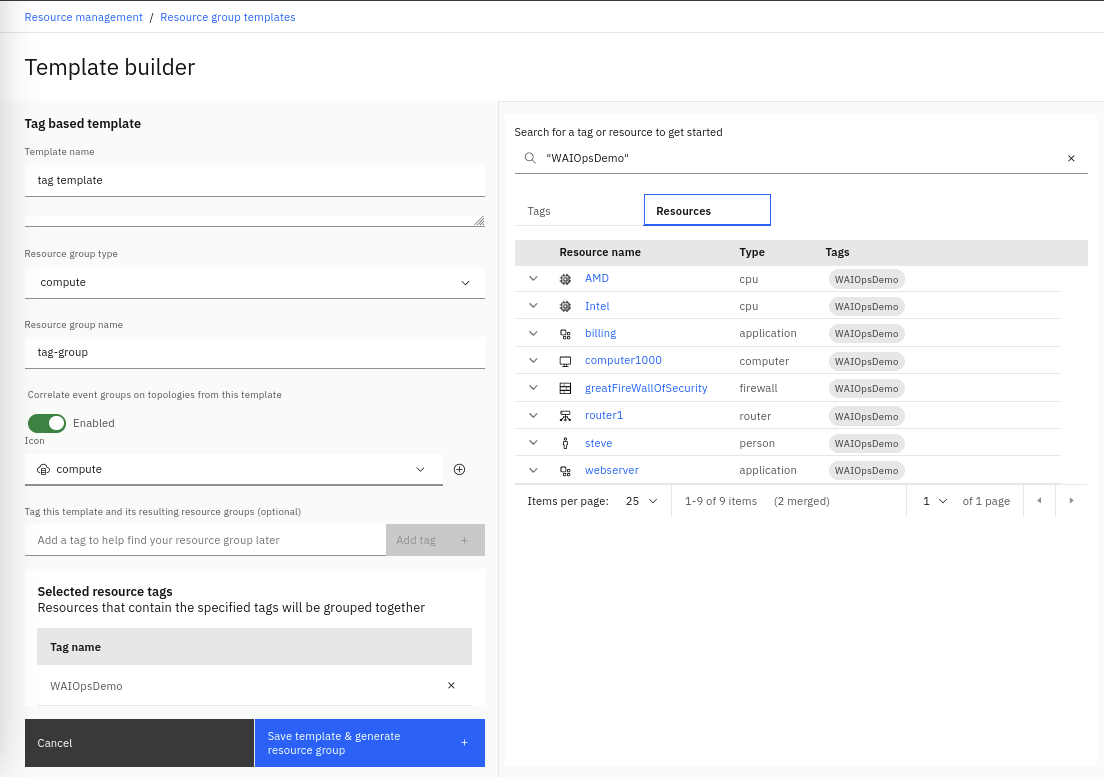 Resource management / Resource group templates
Template builder
Tag based template
Template name
tag template
Resource group type
compute
Resource group name
tag-group
Correlate event groups on topologies from this template
Enabled
Icon
compute
Tag this template and its resulting resource groups (optional)
Add a tag to help find your resource group later
Add tag +
Selected resource tags
Resources that contain the specified tags will be grouped together
Tag name
WAIOpsDemo ×
Cancel
Save template & generate
resource group
+
Search for a tag or resource to get started
"WAIOpsDemo" ×
Tags Resources
Resource name Type Tags
AMD cpu WAIOpsDemo
Intel cpu WAIOpsDemo
billing application WAIOpsDemo
computer1000 computer WAIOpsDemo
greatFireWallOfSecurity firewall WAIOpsDemo
router1 router WAIOpsDemo
steve person WAIOpsDemo
webserver application WAIOpsDemo
Items per page: 25 1-9 of 9 items (2 merged) 1 of 1 page